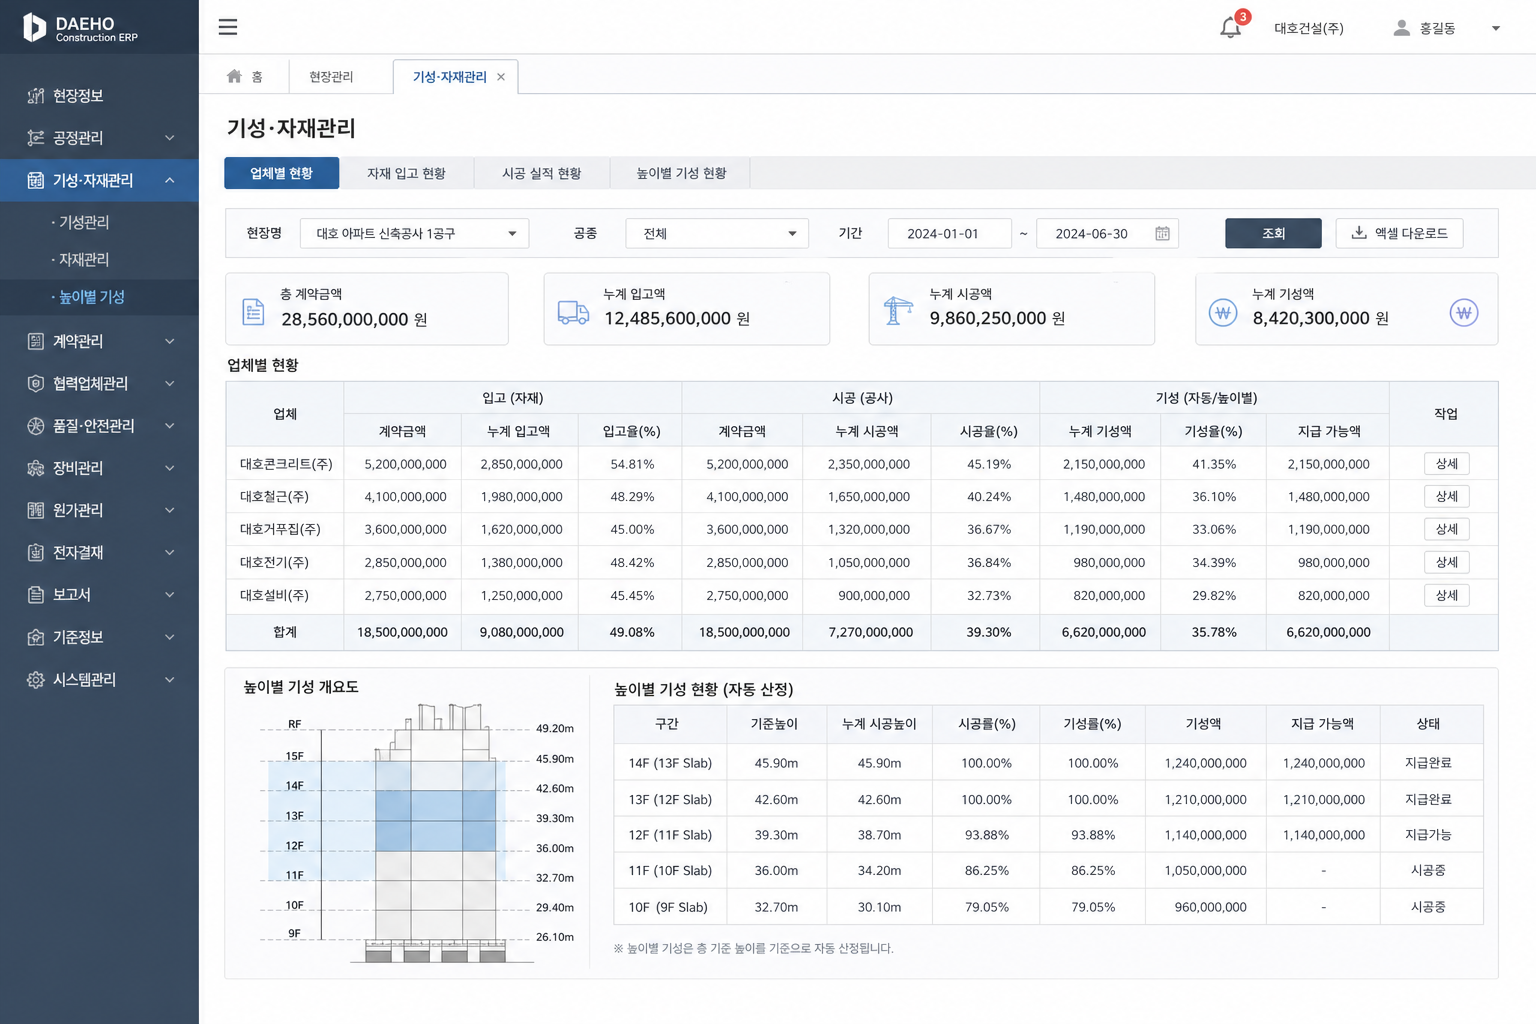 DAEHO
Construction ERP
3
대호건설(주)
홍길동
현장정보
공정관리
기성·자재관리
· 기성관리
· 자재관리
· 높이별 기성
계약관리
협력업체관리
품질·안전관리
장비관리
원가관리
전자결재
보고서
기준정보
시스템관리
홈 현장관리 기성·자재관리 ×
기성·자재관리
업체별 현황 자재 입고 현황 시공 실적 현황 높이별 기성 현황
현장명 대호 아파트 신축공사 1공구 공종 전체 기간 2024-01-01 ~ 2024-06-30 조회 엑셀 다운로드
총 계약금액
28,560,000,000 원
누계 입고액
12,485,600,000 원
누계 시공액
9,860,250,000 원
누계 기성액
8,420,300,000 원
업체별 현황
업체 입고 (자재) 시공 (공사) 기성 (자동/높이별) 작업
계약금액 누계 입고액 입고율(%) 계약금액 누계 시공액 시공율(%) 누계 기성액 기성율(%) 지급 가능액
대호콘크리트(주) 5,200,000,000 2,850,000,000 54.81% 5,200,000,000 2,350,000,000 45.19% 2,150,000,000 41.35% 2,150,000,000 상세
대호철근(주) 4,100,000,000 1,980,000,000 48.29% 4,100,000,000 1,650,000,000 40.24% 1,480,000,000 36.10% 1,480,000,000 상세
대호거푸집(주) 3,600,000,000 1,620,000,000 45.00% 3,600,000,000 1,320,000,000 36.67% 1,190,000,000 33.06% 1,190,000,000 상세
대호전기(주) 2,850,000,000 1,380,000,000 48.42% 2,850,000,000 1,050,000,000 36.84% 980,000,000 34.39% 980,000,000 상세
대호설비(주) 2,750,000,000 1,250,000,000 45.45% 2,750,000,000 900,000,000 32.73% 820,000,000 29.82% 820,000,000 상세
합계 18,500,000,000 9,080,000,000 49.08% 18,500,000,000 7,270,000,000 39.30% 6,620,000,000 35.78% 6,620,000,000
높이별 기성 개요도
RF 49.20m
15F 45.90m
14F 42.60m
13F 39.30m
12F 36.00m
11F 32.70m
10F 29.40m
9F 26.10m
높이별 기성 현황 (자동 산정)
구간 기준높이 누계 시공높이 시공률(%) 기성률(%) 기성액 지급 가능액 상태
14F (13F Slab) 45.90m 45.90m 100.00% 100.00% 1,240,000,000 1,240,000,000 지급완료
13F (12F Slab) 42.60m 42.60m 100.00% 100.00% 1,210,000,000 1,210,000,000 지급완료
12F (11F Slab) 39.30m 38.70m 93.88% 93.88% 1,140,000,000 1,140,000,000 지급가능
11F (10F Slab) 36.00m 34.20m 86.25% 86.25% 1,050,000,000 - 시공중
10F (9F Slab) 32.70m 30.10m 79.05% 79.05% 960,000,000 - 시공중
※ 높이별 기성은 층 기준 높이를 기준으로 자동 산정됩니다.